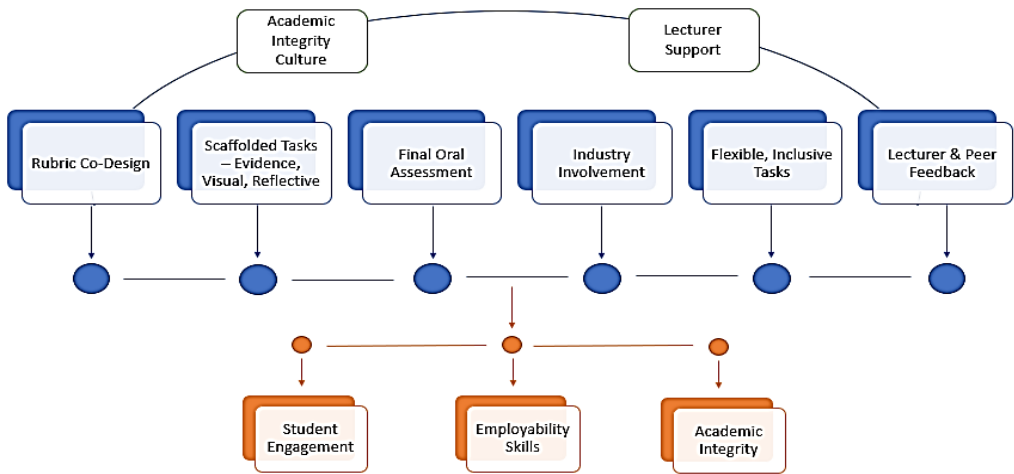 Academic
Integrity
Culture
Lecturer
Support
Rubric Co-Design
Scaffolded Tasks
– Evidence,
Visual, Reflective
Final Oral
Assessment
Industry
Involvement
Flexible, Inclusive
Tasks
Lecturer & Peer
Feedback
Student
Engagement
Employability
Skills
Academic
Integrity